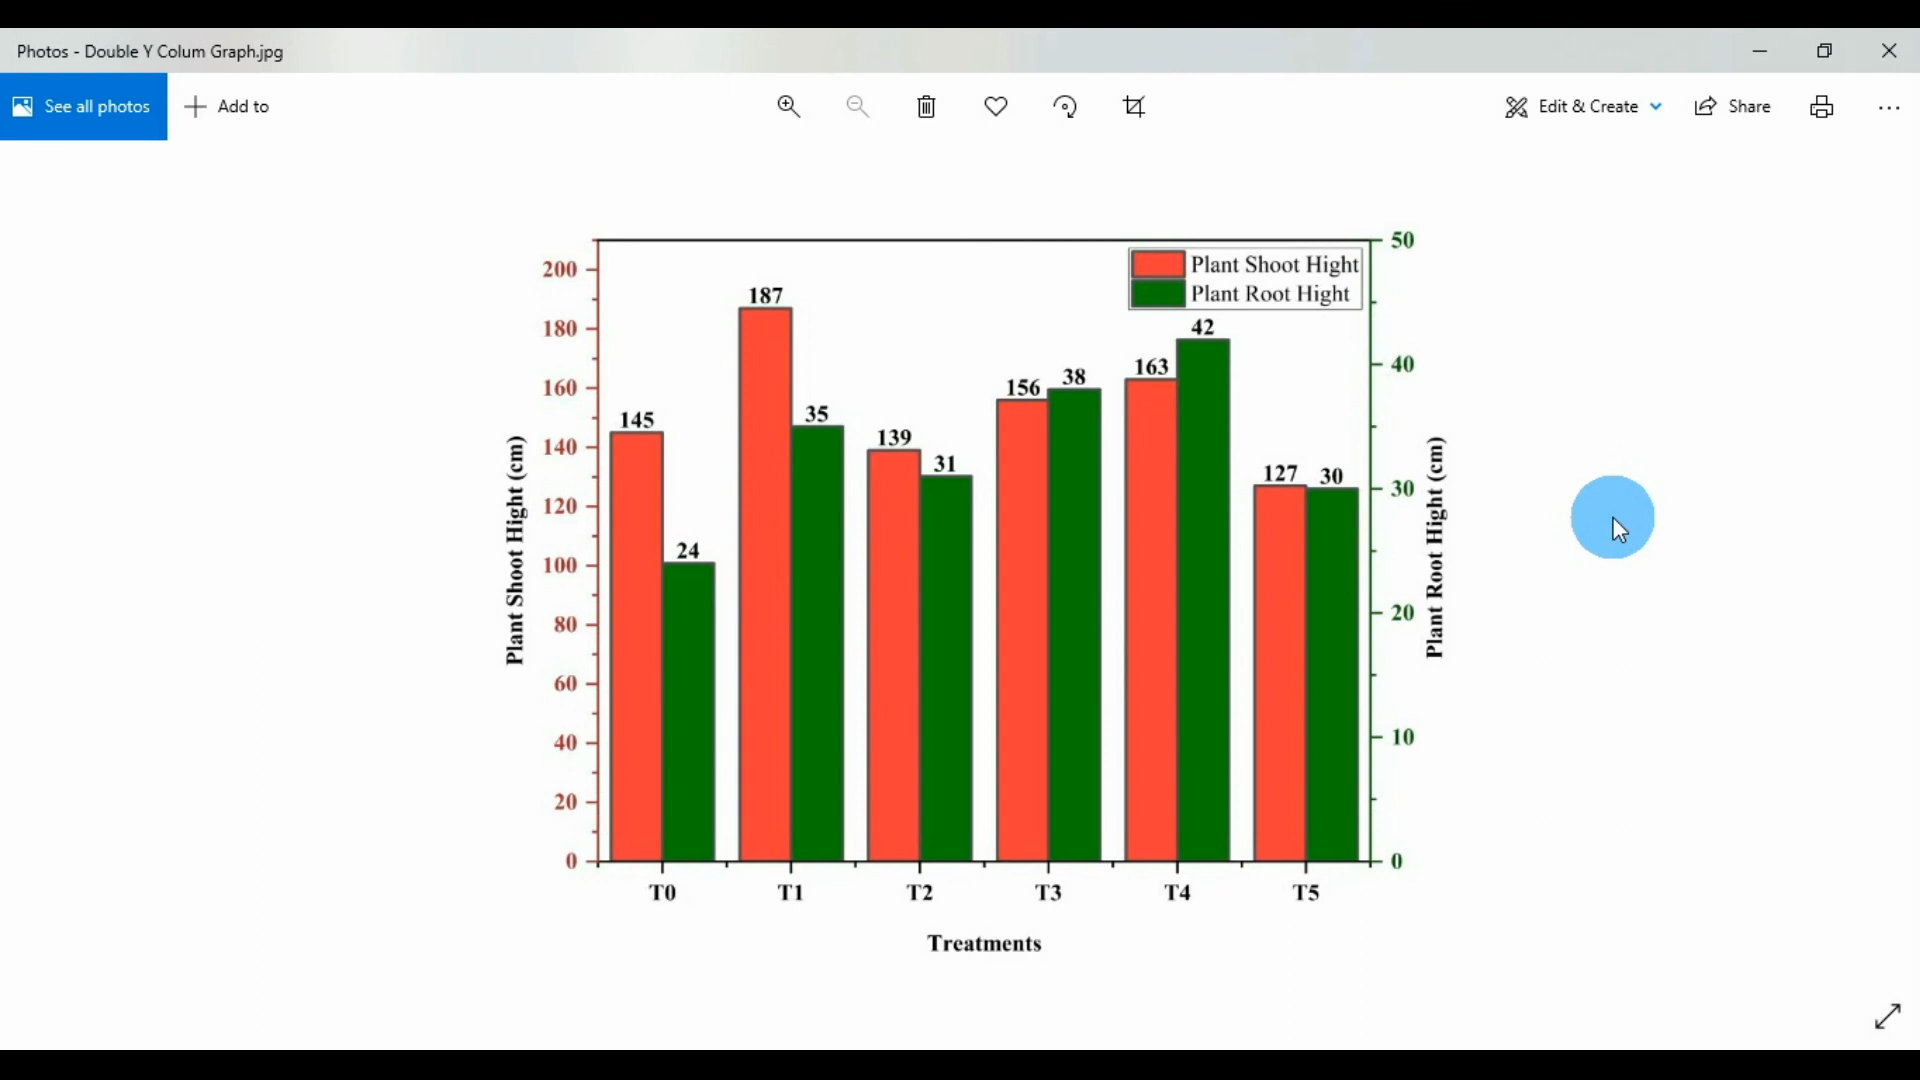 Photos - Double Y Colum Graph.jpg
See all photos
Add to
Edit & Create
Share
Plant Shoot Hight (cm)
200
180
160
140
120
100
80
60
40
20
0
Plant Shoot Hight
Plant Root Hight
145
24
187
35
139
31
156
38
163
42
127
30
50
40
30
20
10
0
Plant Root Hight (cm)
T0 T1 T2 T3 T4 T5
Treatments